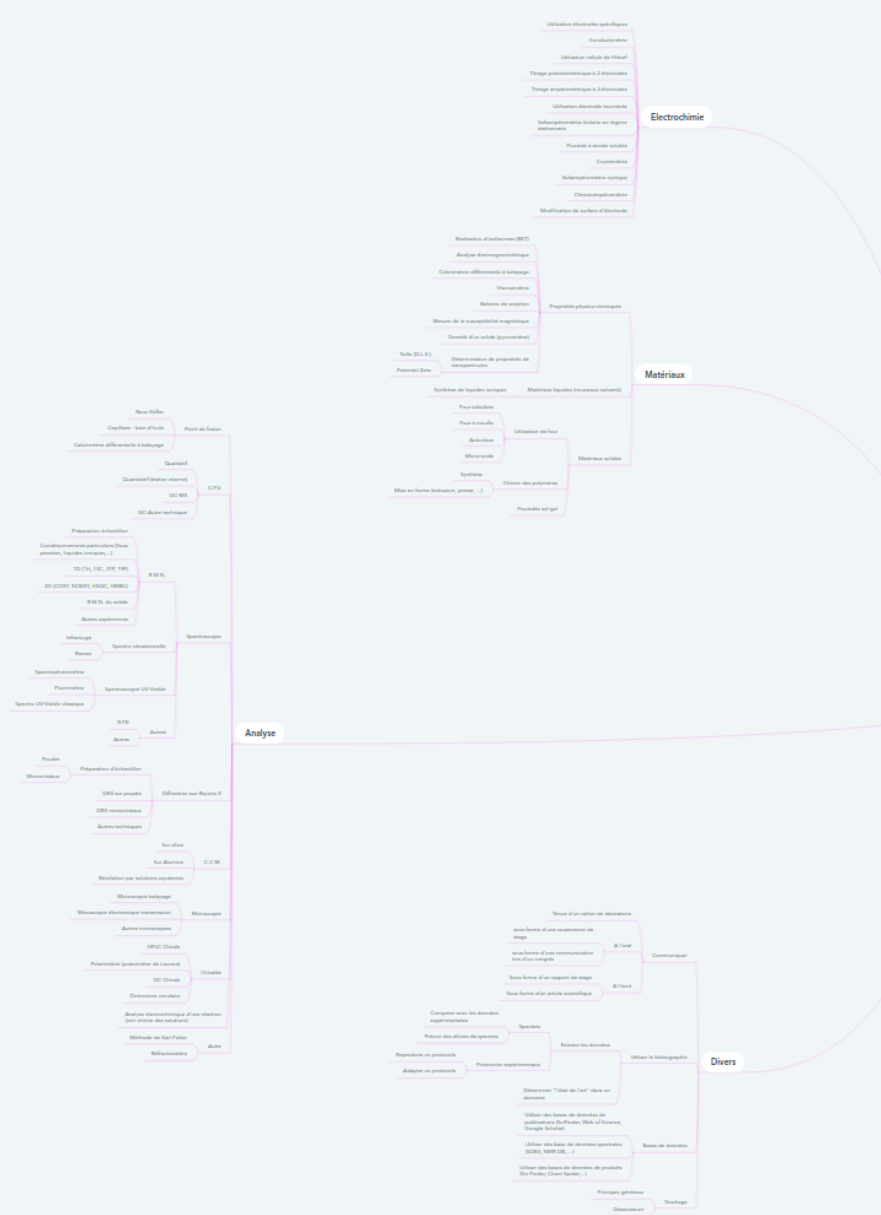 Utilisation électrodes spécifiques
Conductimétrie
Utilisation cellule de Hittorf
Titrage potentiométrique à 2 électrodes
Titrage ampérométrique à 3 électrodes
Utilisation électrode tournante
Voltampérométrie linéaire en régime
stationnaire
Procédé à anode soluble
Coulométrie
Voltampérométrie cyclique
Chronoampérométrie
Modification de surface d'électrode
Electrochimie
Réalisation d'isothermes (BET)
Analyse thermogravimétrique
Calorimétrie différentielle à balayage
Viscosimétrie
Balance de sorption
Mesure de la susceptibilité magnétique
Densité d'un solide (pycnomètre)
Taille (D.L.S.)
Potentiel Zeta
Détermination de propriétés de
nanoparticules
Propriétés physico-chimiques
Synthèse de liquides ioniques
Matériaux liquides (nouveaux solvants)
Matériaux
Four tubulaire
Four à moufle
Autoclave
Micro-onde
Utilisation de four
Synthèse
Mise en forme (extrusion, presse, ...)
Chimie des polymères
Procédés sol-gel
Matériaux solides
Banc Köfler
Capillaire - bain d'huile
Calorimétrie différentielle à balayage
Point de fusion
Qualitatif
Quantitatif (étalon interne)
GC-MS
GC-Autre technique
C.P.V.
Préparation échantillon
Conditionnements particuliers (Sous
pression, liquides ioniques,...)
1D (1H, 13C, 31P, 19F)
2D (COSY, NOESY, HSQC, HMBC)
R.M.N. du solide
Autres expériences
R.M.N.
Infrarouge
Raman
Spectro vibrationnelle
Spectroscopie
Spectrophotométrie
Fluorimétrie
Spectro UV-Visible classique
Spectroscopie UV-Visible
R.P.E
Autres
Autres
Analyse
Poudre
Monocristaux
Préparation d'échantillon
DRX sur poudre
DRX monocristaux
Autres techniques
Diffraction aux Rayons X
Sur silice
Sur Alumine
Révélation par solutions oxydantes
C.C.M.
Microscopie balayage
Microscopie électronique transmission
Autres microscopies
Microscopie
HPLC Chirale
Polarimétrie (polarimètre de Laurent)
GC Chirale
Dichroïsme circulaire
Chiralité
Analyse électrochimique d'une réaction
(voir chimie des solutions)
Méthode de Karl Fisher
Réfractométrie
Autre
Tenue d'un cahier de laboratoire
sous forme d'une soutenance de
stage
sous forme d'une communication
lors d'un congrès
A l'oral
Sous forme d'un rapport de stage
Sous forme d'un article scientifique
A l'écrit
Communiquer
Comparer avec les données
expérimentales
Prévoir des allures de spectres
Spectres
Reproduire un protocole
Adapter un protocole
Protocoles expérimentaux
Extraire les données
Déterminer "l'état de l'art" dans un
domaine
Utiliser la bibliographie
Divers
Utiliser des bases de données de
publications (SciFinder, Web of Science,
Google Scholar)
Utiliser des base de données spectrales
(SDBS, NMR DB, ...)
Utiliser des bases de données de produits
(Sci Finder, Chem Spider,...)
Bases de données
Principes généraux
Dessicateurs
Stockage